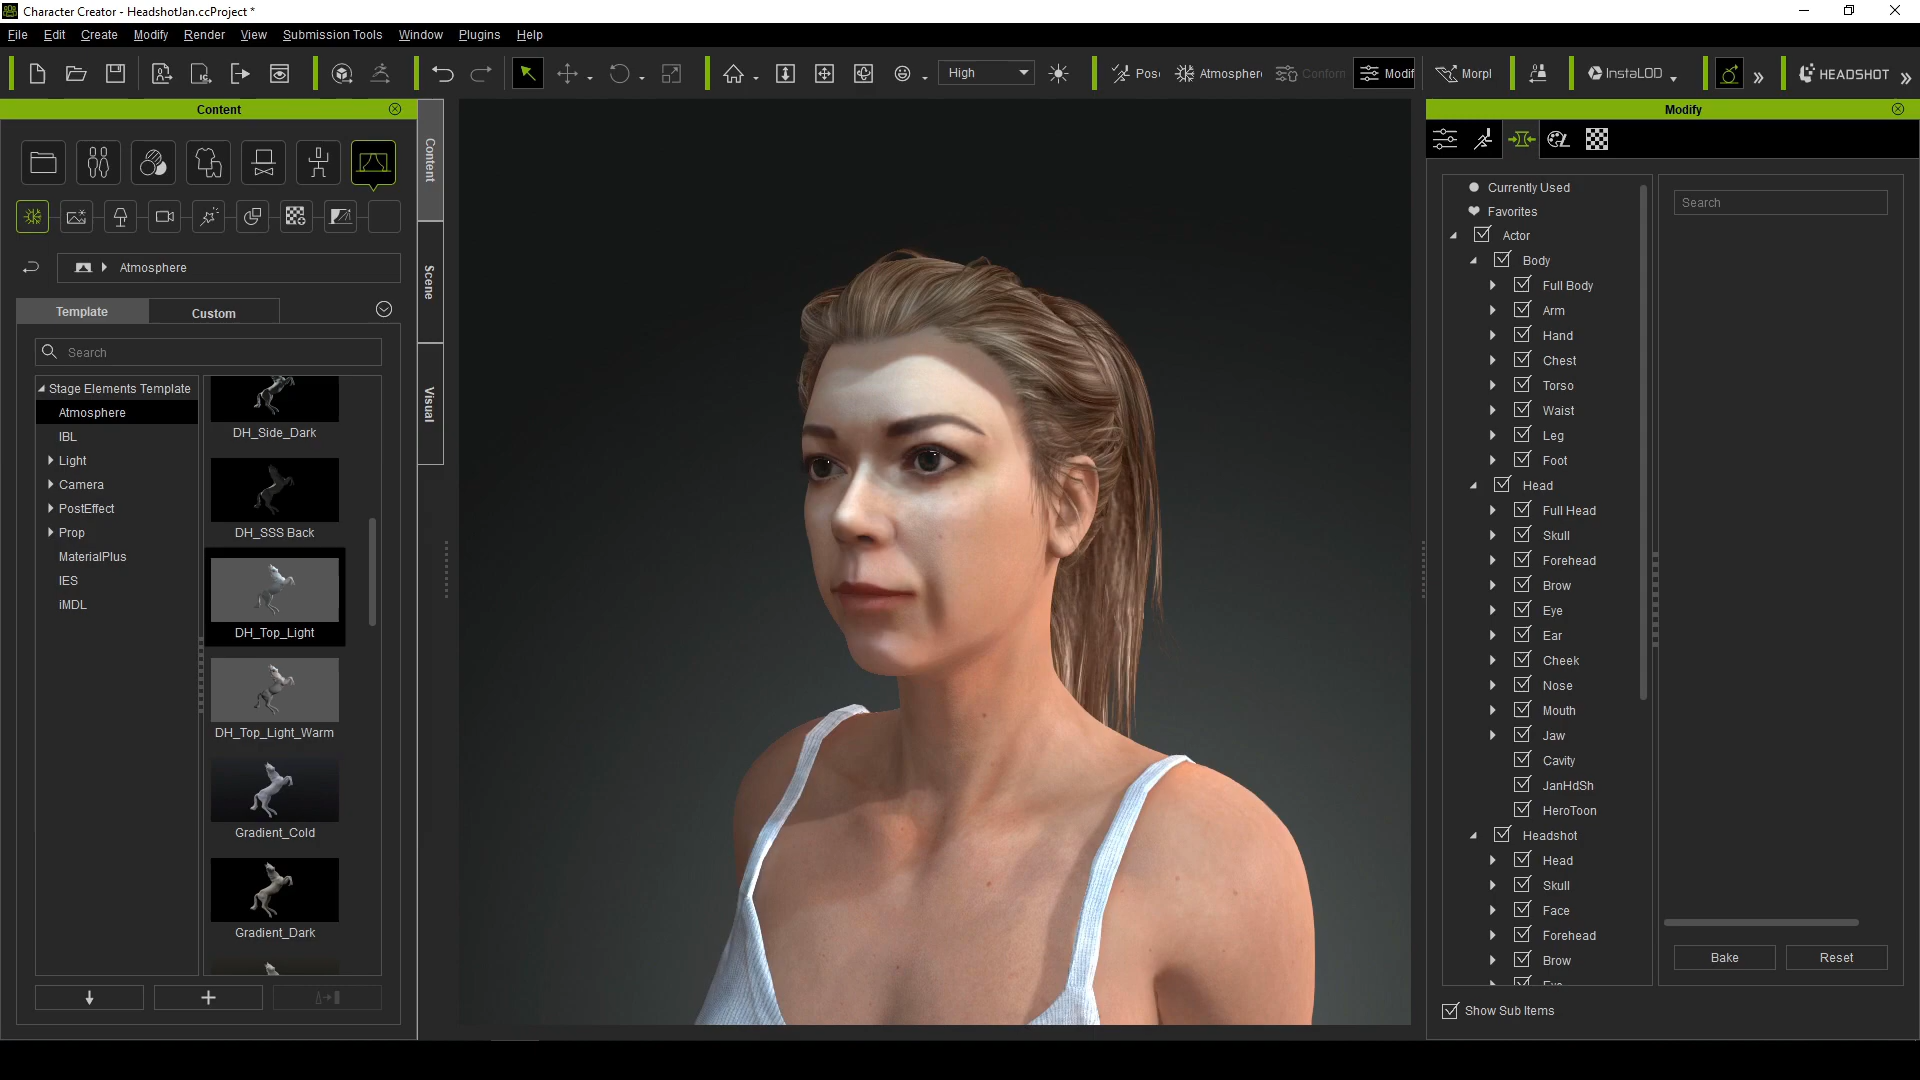 Character Creator - HeadshotJan.ccProject *
File Edit Create Modify Render View Submission Tools Window Plugins Help
High Pos Atmospher Conform Modif Morpl InstaLOD HEADSHOT
Content
Atmosphere
Template Custom
Search
Stage Elements Template
Atmosphere
IBL
Light
Camera
PostEffect
Prop
MaterialPlus
IES
iMDL
DH_Side_Dark
DH_SSS Back
DH_Top_Light
DH_Top_Light_Warm
Gradient_Cold
Gradient_Dark
Content
Scene
Visual
Modify
Currently Used
Favorites
Actor
Body
Full Body
Arm
Hand
Chest
Torso
Waist
Leg
Foot
Head
Full Head
Skull
Forehead
Brow
Eye
Ear
Cheek
Nose
Mouth
Jaw
Cavity
JanHdSh
HeroToon
Headshot
Head
Skull
Face
Forehead
Brow
Search
Bake Reset
Show Sub Items